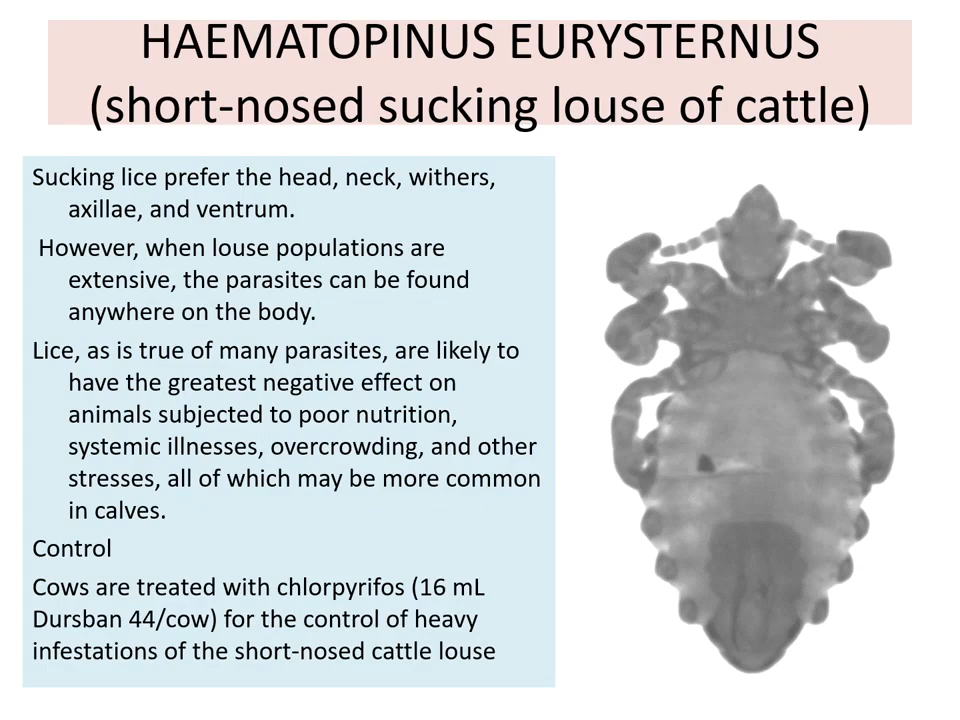 HAEMATOPINUS EURYSTERNUS
(short-nosed sucking louse of cattle)
Sucking lice prefer the head, neck, withers,
axillae, and ventrum.
However, when louse populations are
extensive, the parasites can be found
anywhere on the body.
Lice, as is true of many parasites, are likely to
have the greatest negative effect on
animals subjected to poor nutrition,
systemic illnesses, overcrowding, and other
stresses, all of which may be more common
in calves.
Control
Cows are treated with chlorpyrifos (16 mL
Dursban 44/cow) for the control of heavy
infestations of the short-nosed cattle louse